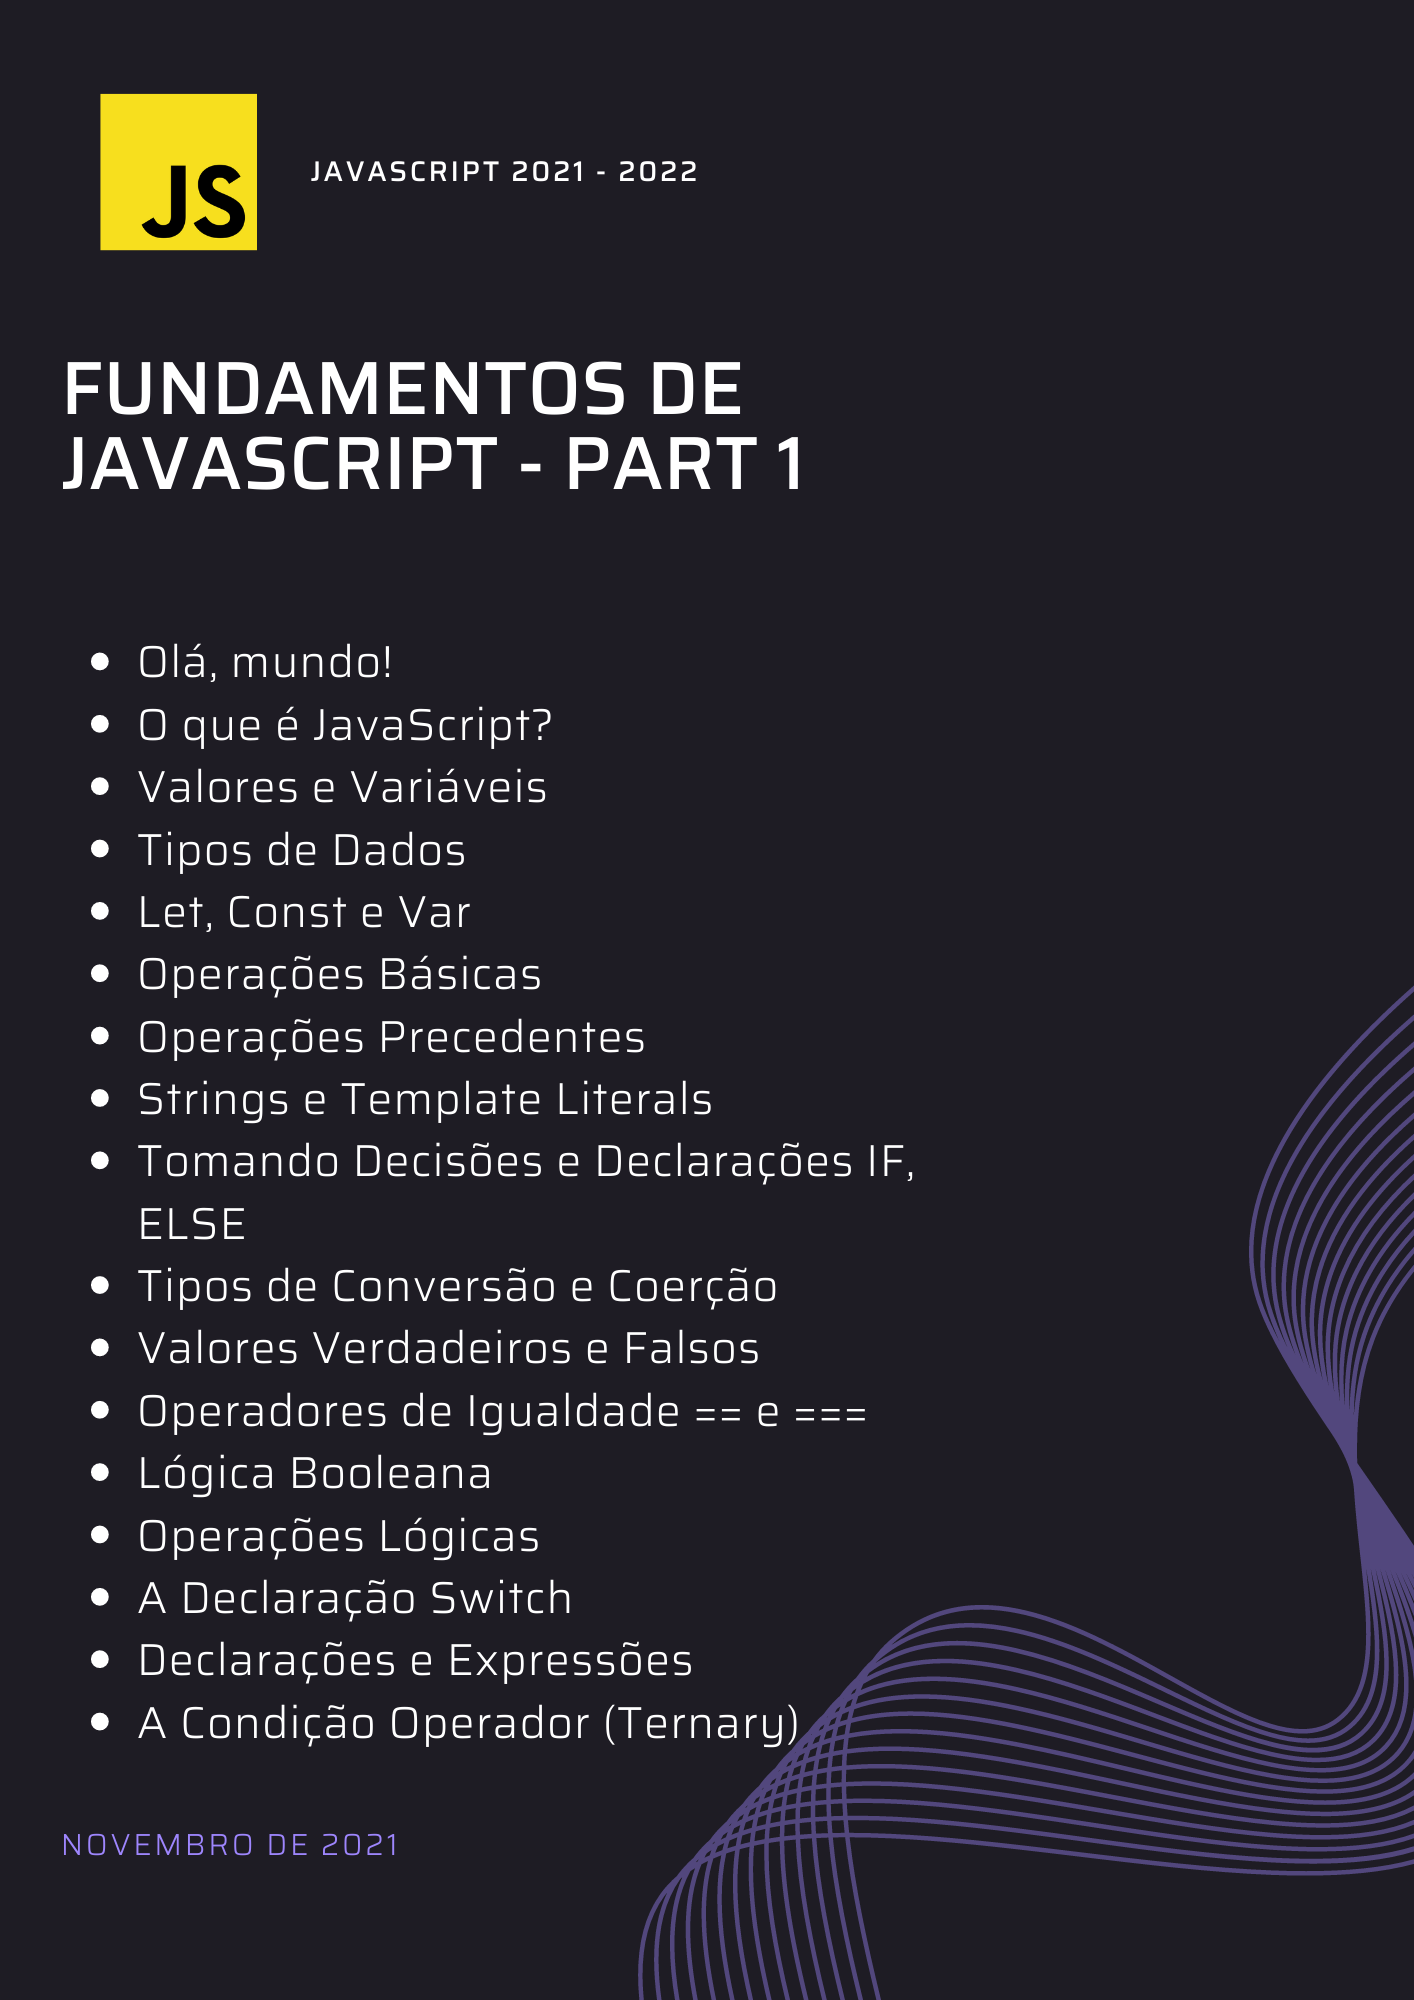 JS
JAVASCRIPT 2021 - 2022
FUNDAMENTOS DE
JAVASCRIPT - PART 1
Olá, mundo!
O que é JavaScript?
Valores e Variáveis
Tipos de Dados
Let, Const e Var
Operações Básicas
Operações Precedentes
Strings e Template Literals
Tomando Decisões e Declarações IF,
ELSE
Tipos de Conversão e Coerção
Valores Verdadeiros e Falsos
Operadores de Igualdade == e ===
Lógica Booleana
Operações Lógicas
A Declaração Switch
Declarações e Expressões
A Condição Operador (Ternary)
NOVEMBRO DE 2021